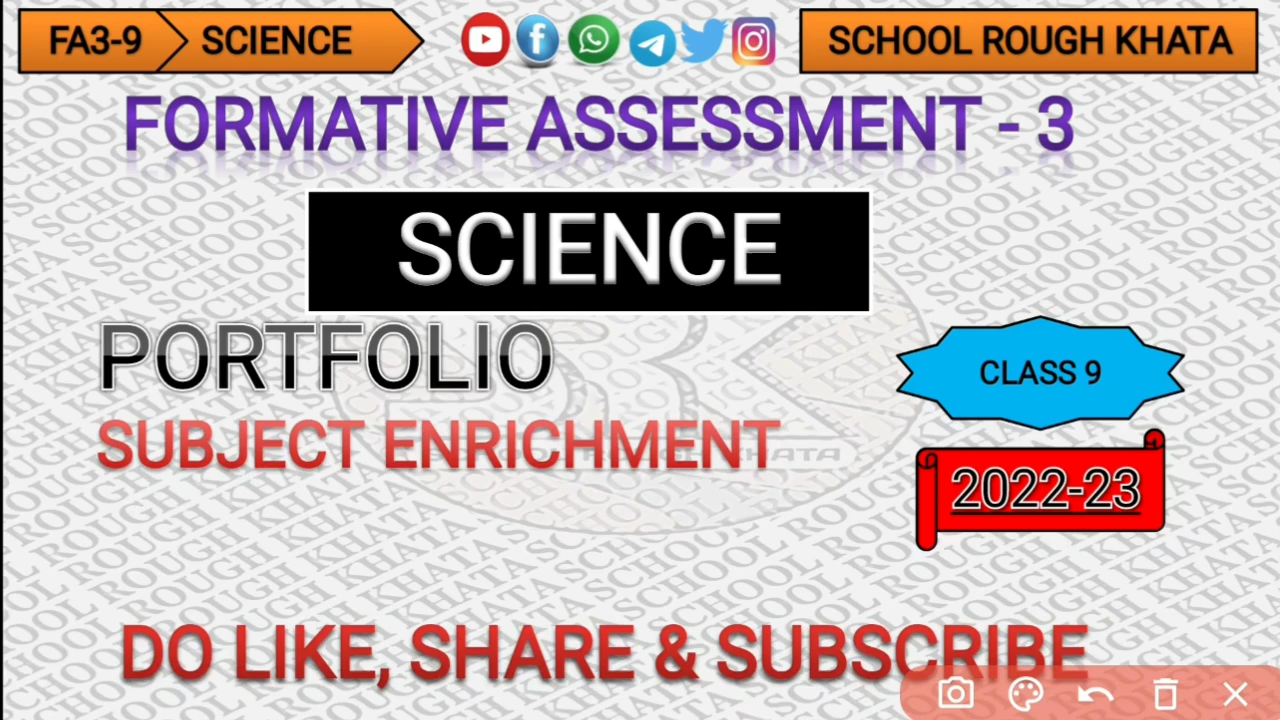 FA3-9 SCIENCE SCHOOL ROUGH KHATA
FORMATIVE ASSESSMENT - 3
SCIENCE
PORTFOLIO
CLASS 9
SUBJECT ENRICHMENT
2022-23
DO LIKE, SHARE & SUBSCRIBE